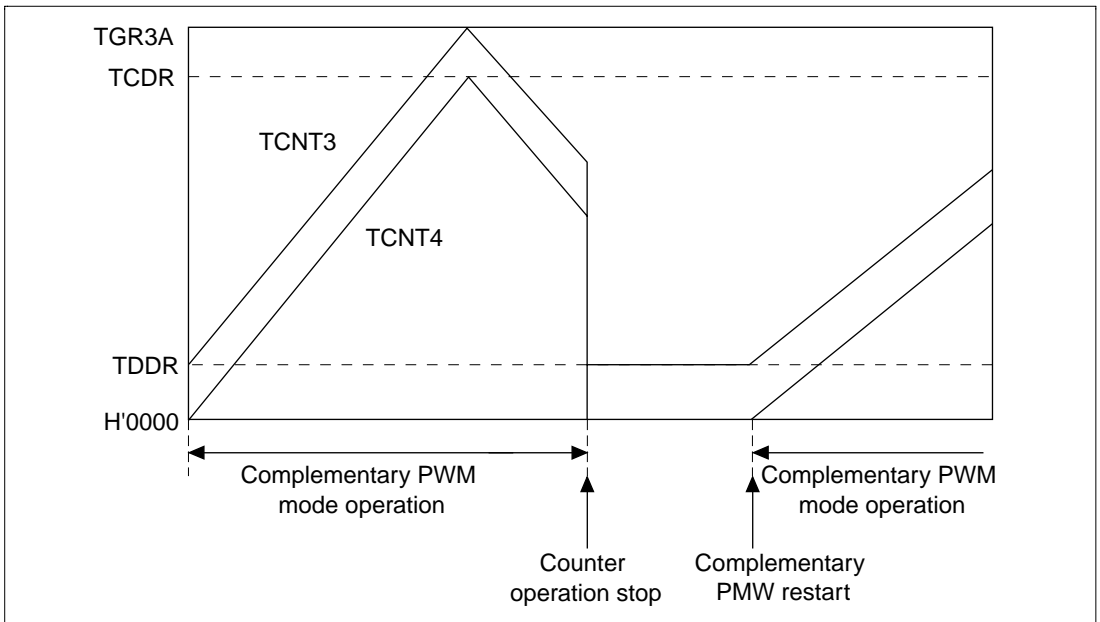 TGR3A
TCDR
TCNT3
TCNT4
TDDR
H'0000
Complementary PWM
mode operation
Complementary PWM
mode operation
Counter
operation stop
Complementary
PMW restart